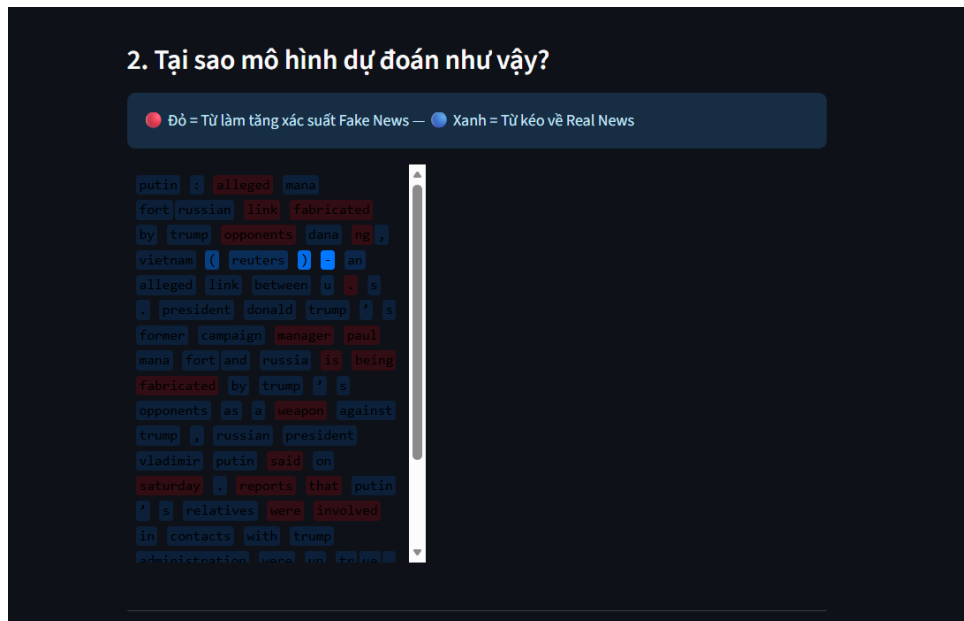 2. Tại sao mô hình dự đoán như vậy?
🔴 Đỏ = Từ làm tăng xác suất Fake News — 🔵 Xanh = Từ kéo về Real News
putin : alleged mana
fort russian link fabricated
by trump opponents dana ng ,
vietnam ( reuters ) - an
alleged link between u . s
. president donald trump ’ s
former campaign manager paul
mana fort and russia is being
fabricated by trump ’ s
opponents as a weapon against
trump , russian president
vladimir putin said on
saturday . reports that putin
’ s relatives were involved
in contacts with trump
administration were un true